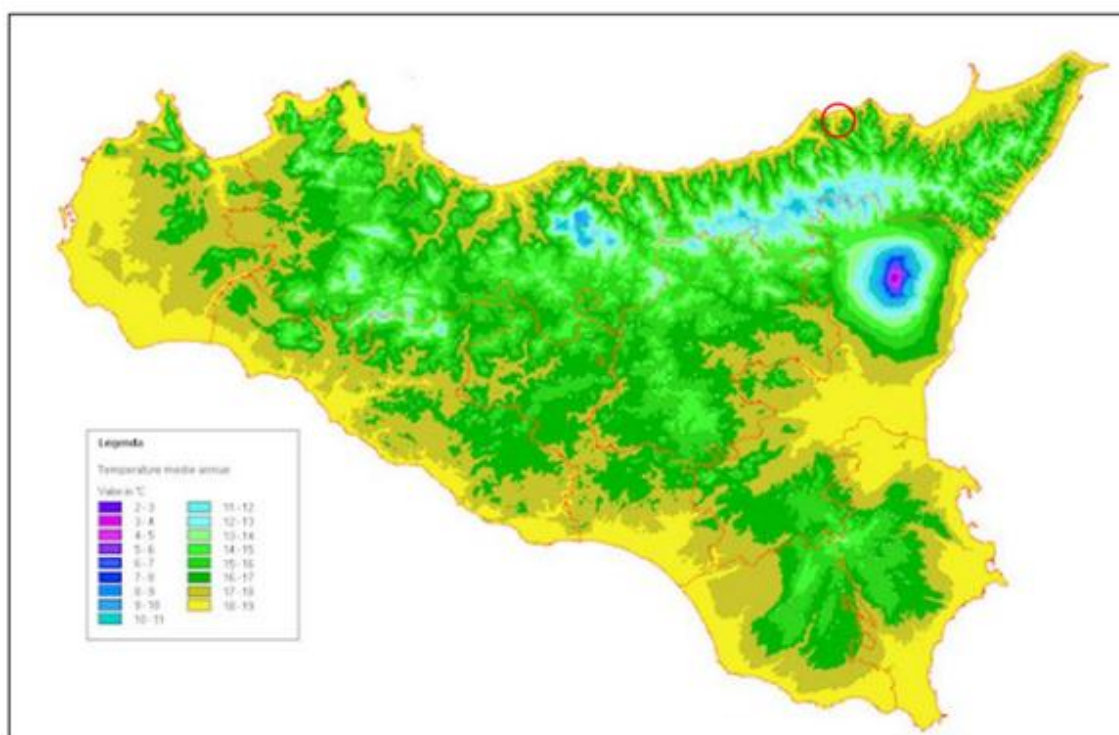 Legenda
Temperature medie annue
Valori in °C
2 - 3
3 - 4
4 - 5
5 - 6
6 - 7
7 - 8
8 - 9
9 - 10
10 - 11
11 - 12
12 - 13
13 - 14
14 - 15
15 - 16
16 - 17
17 - 18
18 - 19